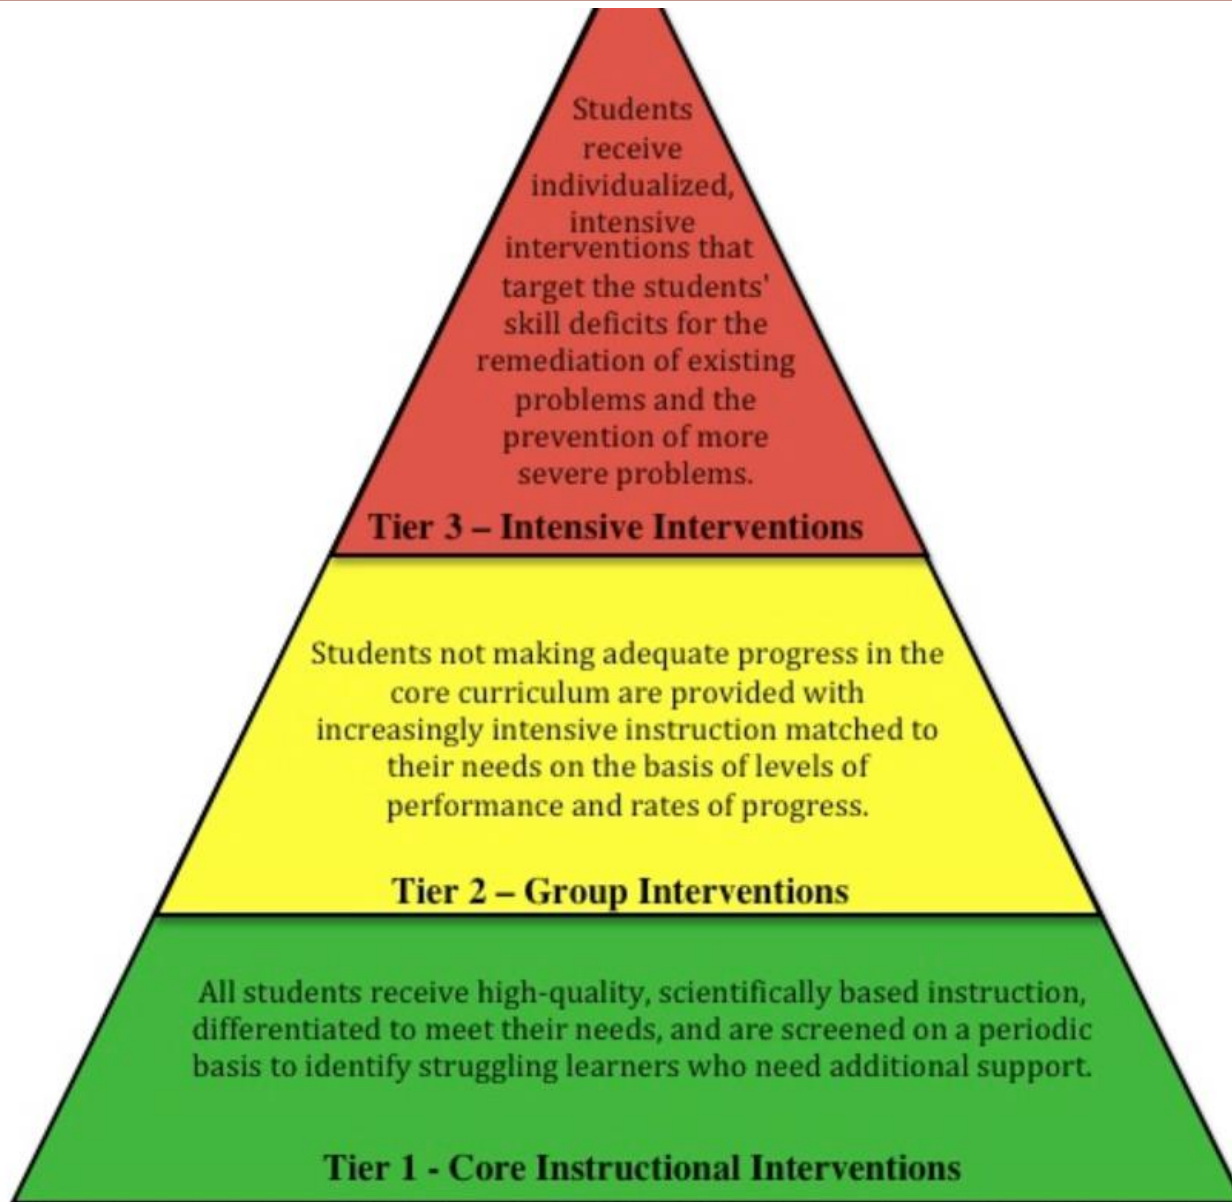 Students
receive
individualized,
intensive
interventions that
target the students'
skill deficits for the
remediation of existing
problems and the
prevention of more
severe problems.
Tier 3 – Intensive Interventions
Students not making adequate progress in the
core curriculum are provided with
increasingly intensive instruction matched to
their needs on the basis of levels of
performance and rates of progress.
Tier 2 – Group Interventions
All students receive high-quality, scientifically based instruction,
differentiated to meet their needs, and are screened on a periodic
basis to identify struggling learners who need additional support.
Tier 1 - Core Instructional Interventions